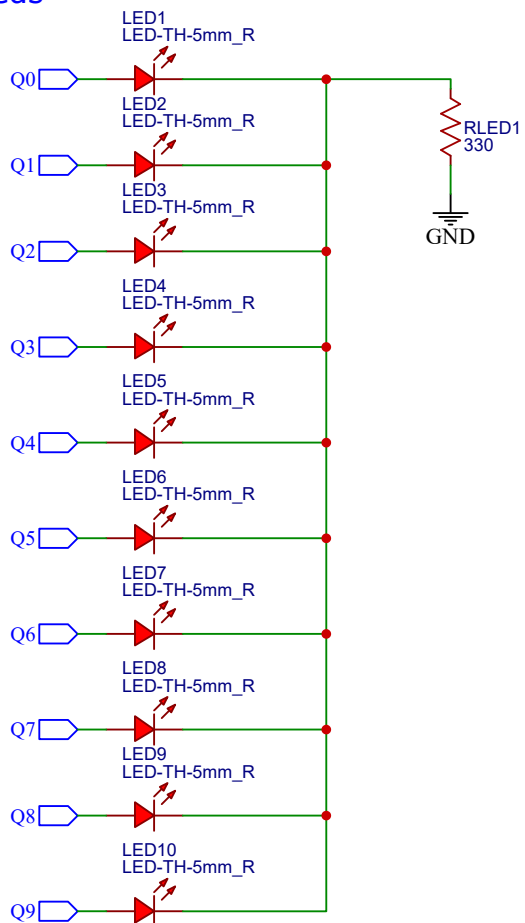 LED1
LED-TH-5mm_R
Q0
LED2
LED-TH-5mm_R
RLED1
330
Q1
LED3
LED-TH-5mm_R
GND
Q2
LED4
LED-TH-5mm_R
Q3
LED5
LED-TH-5mm_R
Q4
LED6
LED-TH-5mm_R
Q5
LED7
LED-TH-5mm_R
Q6
LED8
LED-TH-5mm_R
Q7
LED9
LED-TH-5mm_R
Q8
LED10
LED-TH-5mm_R
Q9